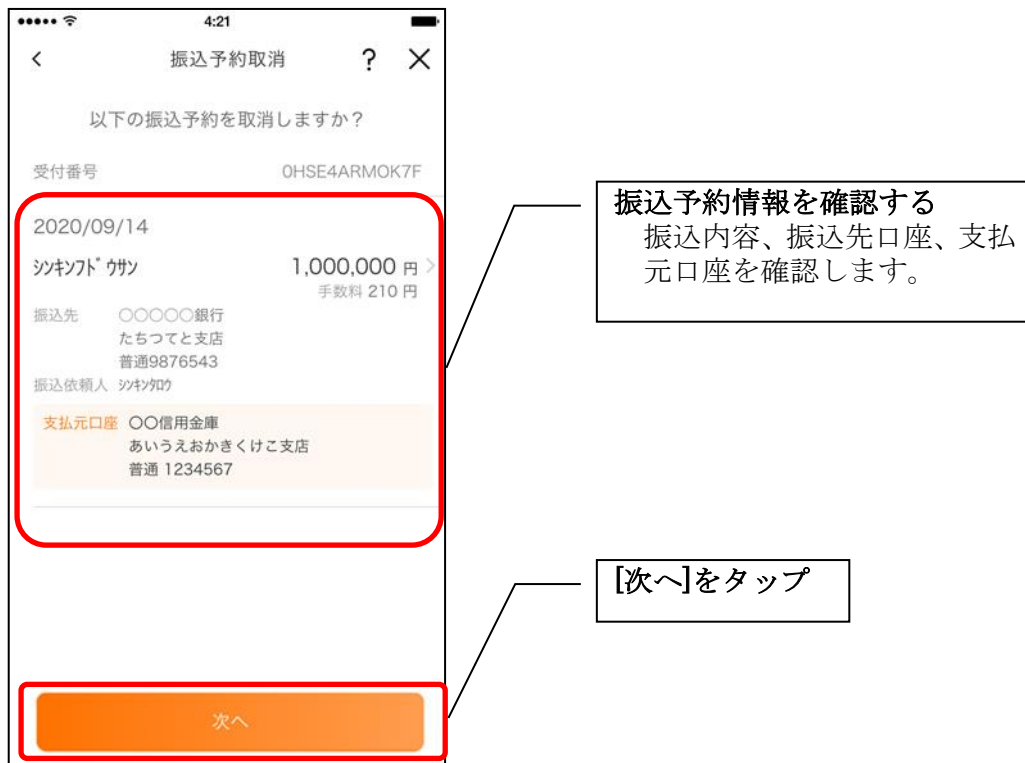 4:21
振込予約取消 ? ×
以下の振込予約を取消しますか？
受付番号 0HSE4ARMOK7F
2020/09/14
ｼﾝｷﾝﾌﾄﾞｳｻﾝ 1,000,000 円
手数料 210 円
振込先 〇〇〇〇〇銀行
たちつてと支店
普通9876543
振込依頼人 ｼﾝｷﾝﾀﾛｳ
支払元口座 〇〇信用金庫
あいうえおかきくけこ支店
普通 1234567
次へ
振込予約情報を確認する
振込内容、振込先口座、支払
元口座を確認します。
[次へ]をタップ